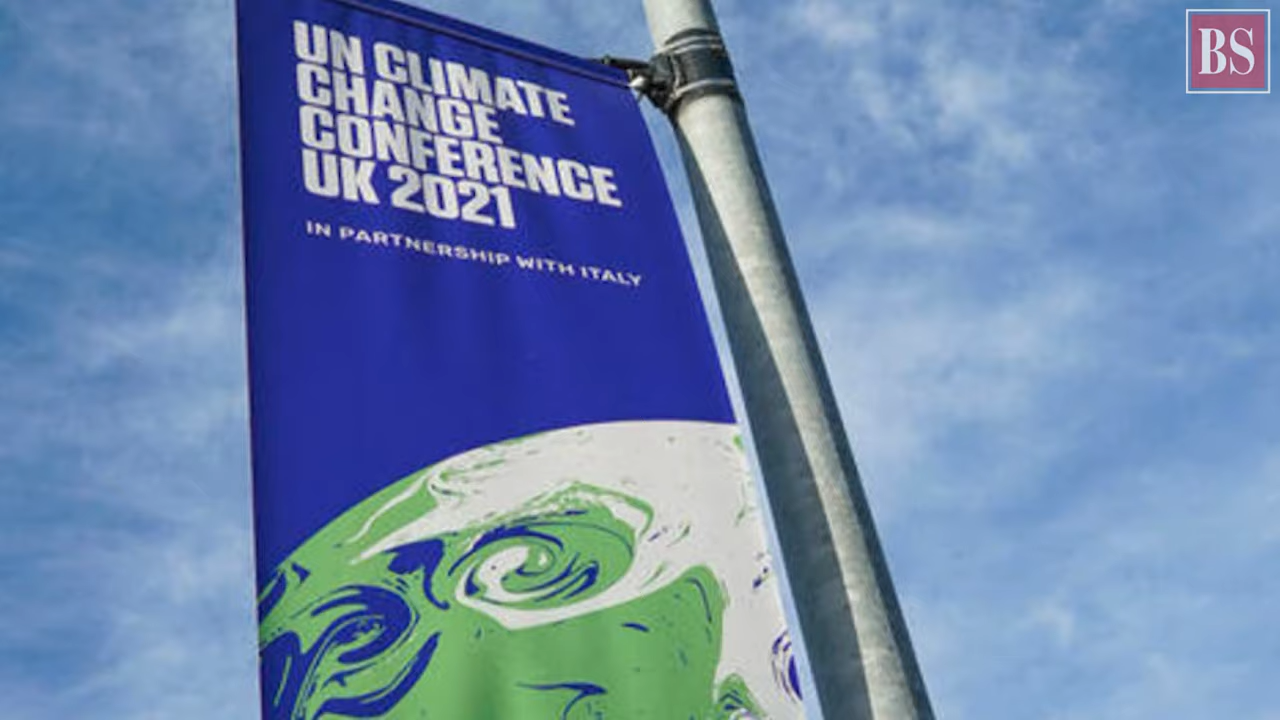 UN CLIMATE
CHANGE
CONFERENCE
UK 2021
IN PARTNERSHIP WITH ITALY
BS